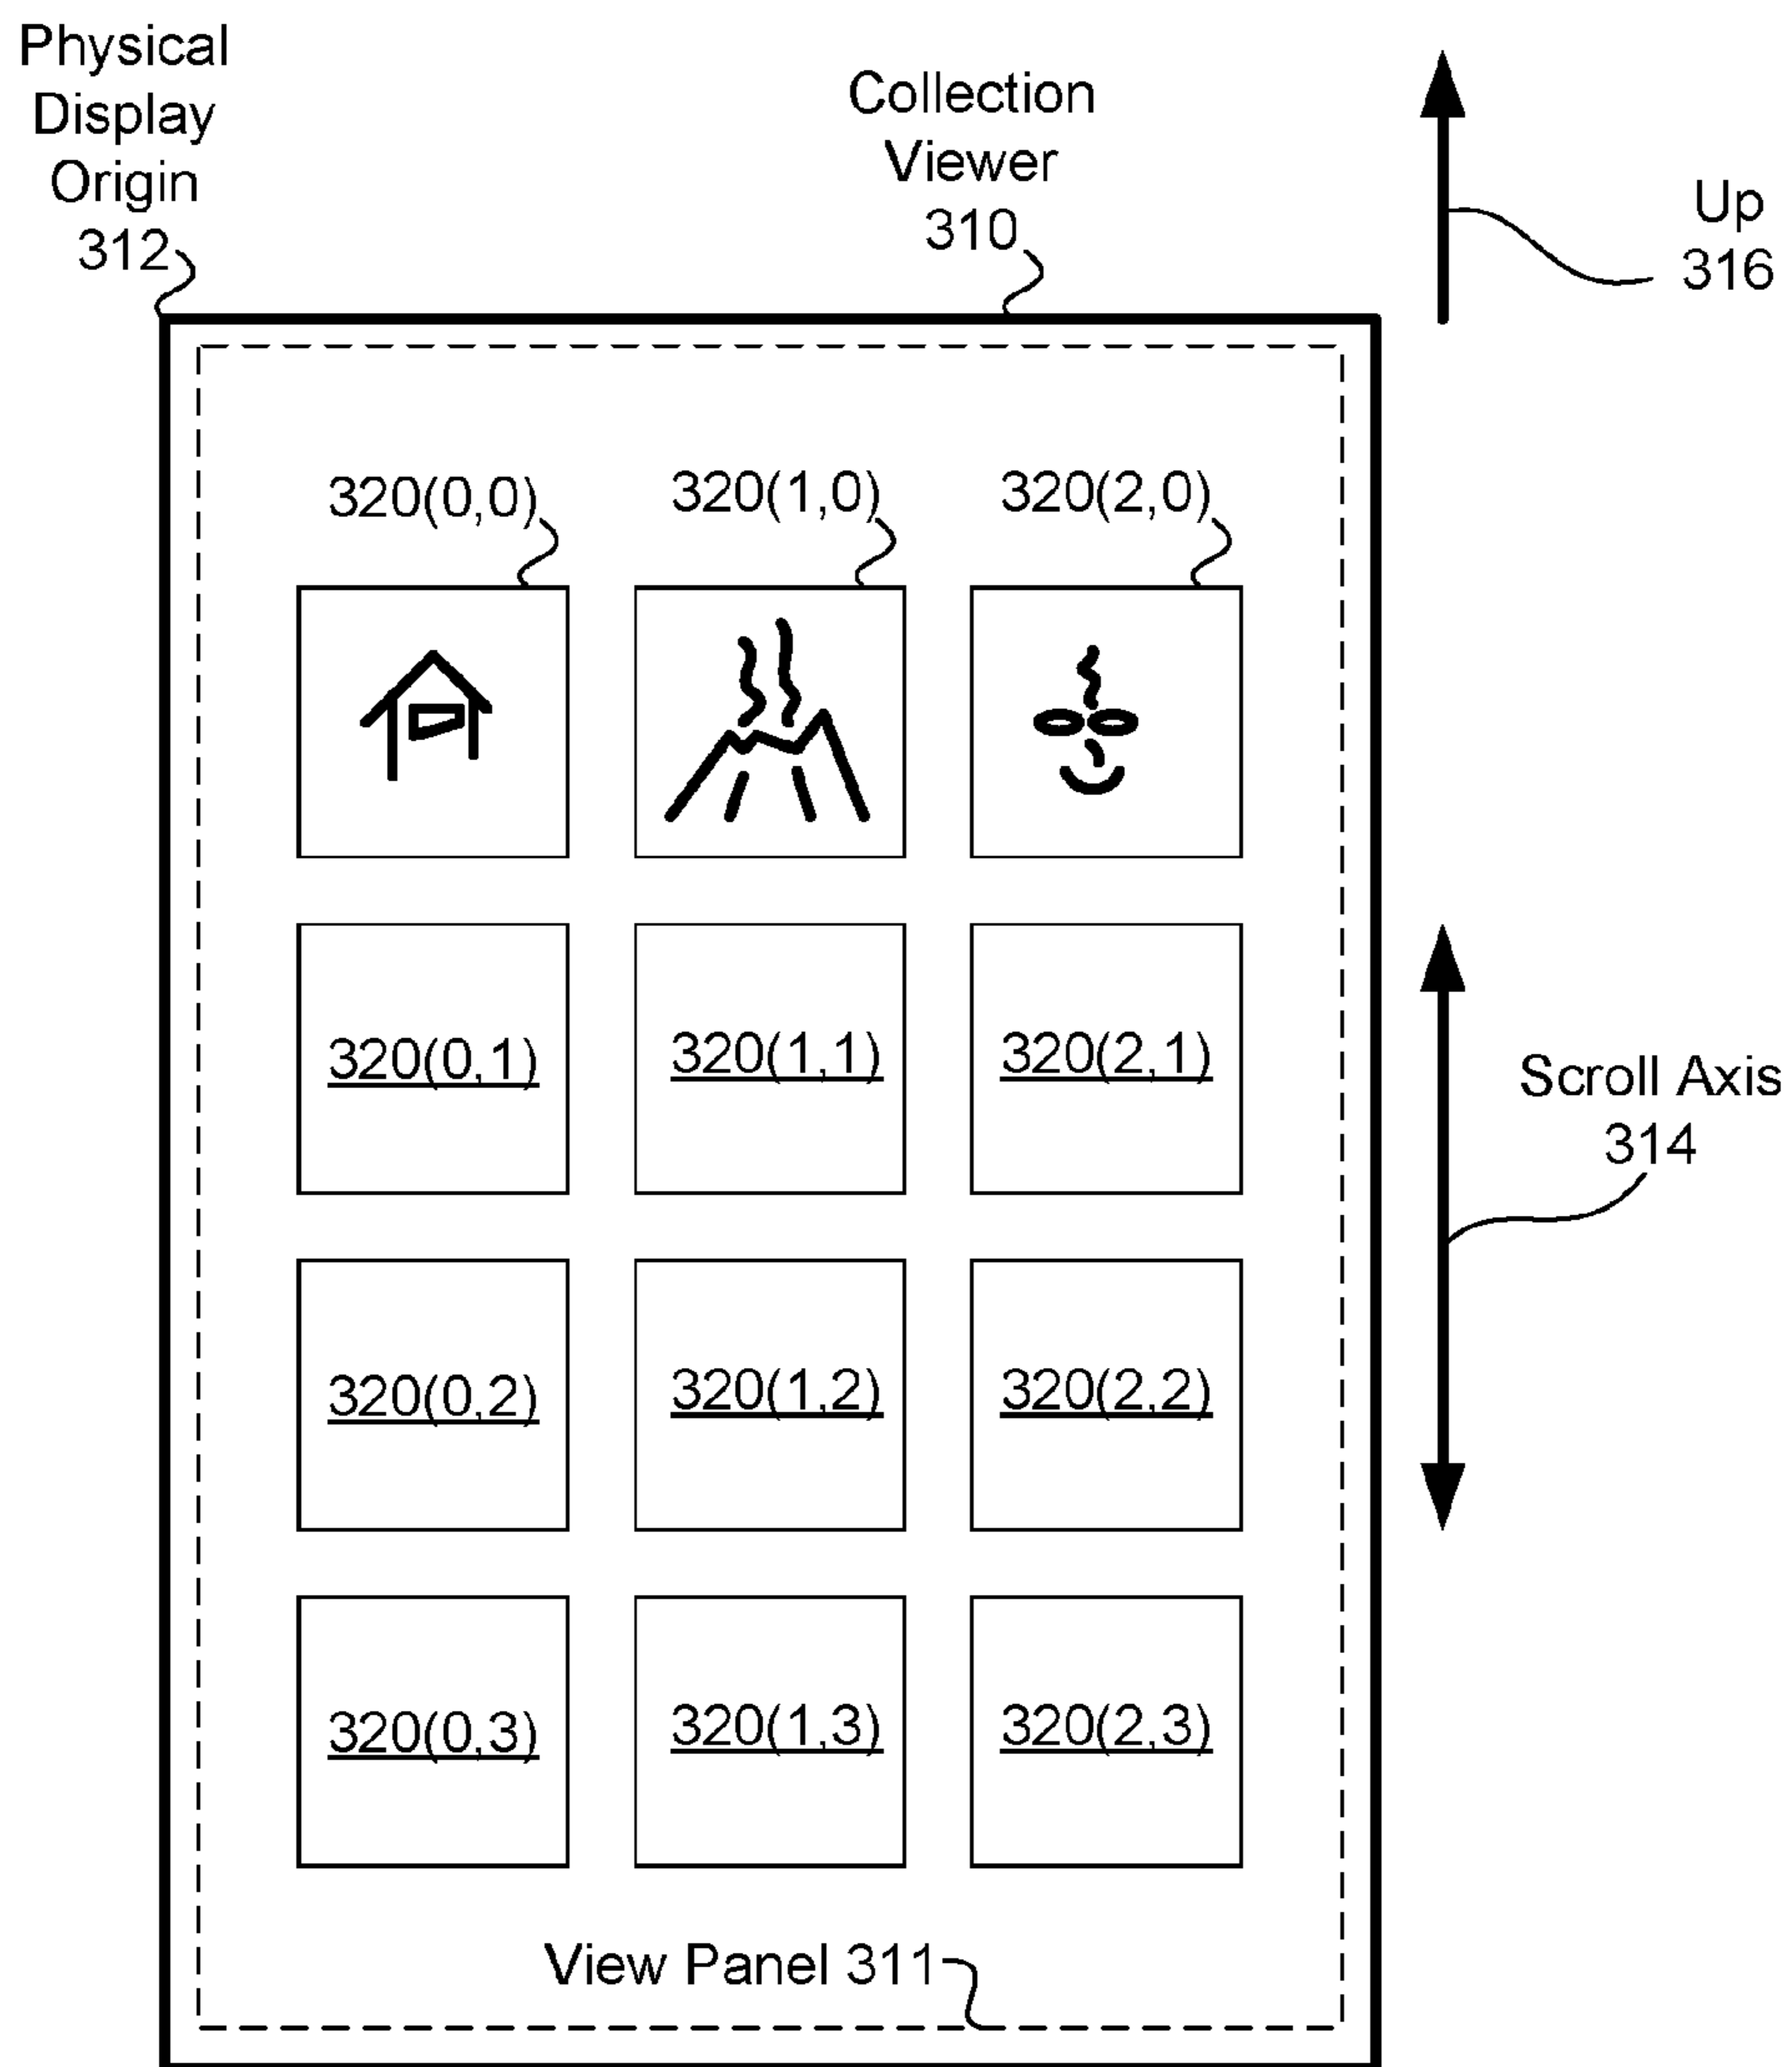 Physical
Display
Origin
312
Collection
Viewer
310
Up
316
320(0,0)
320(1,0)
320(2,0)
320(0,1)
320(1,1)
320(2,1)
Scroll Axis
314
320(0,2)
320(1,2)
320(2,2)
320(0,3)
320(1,3)
320(2,3)
View Panel 311